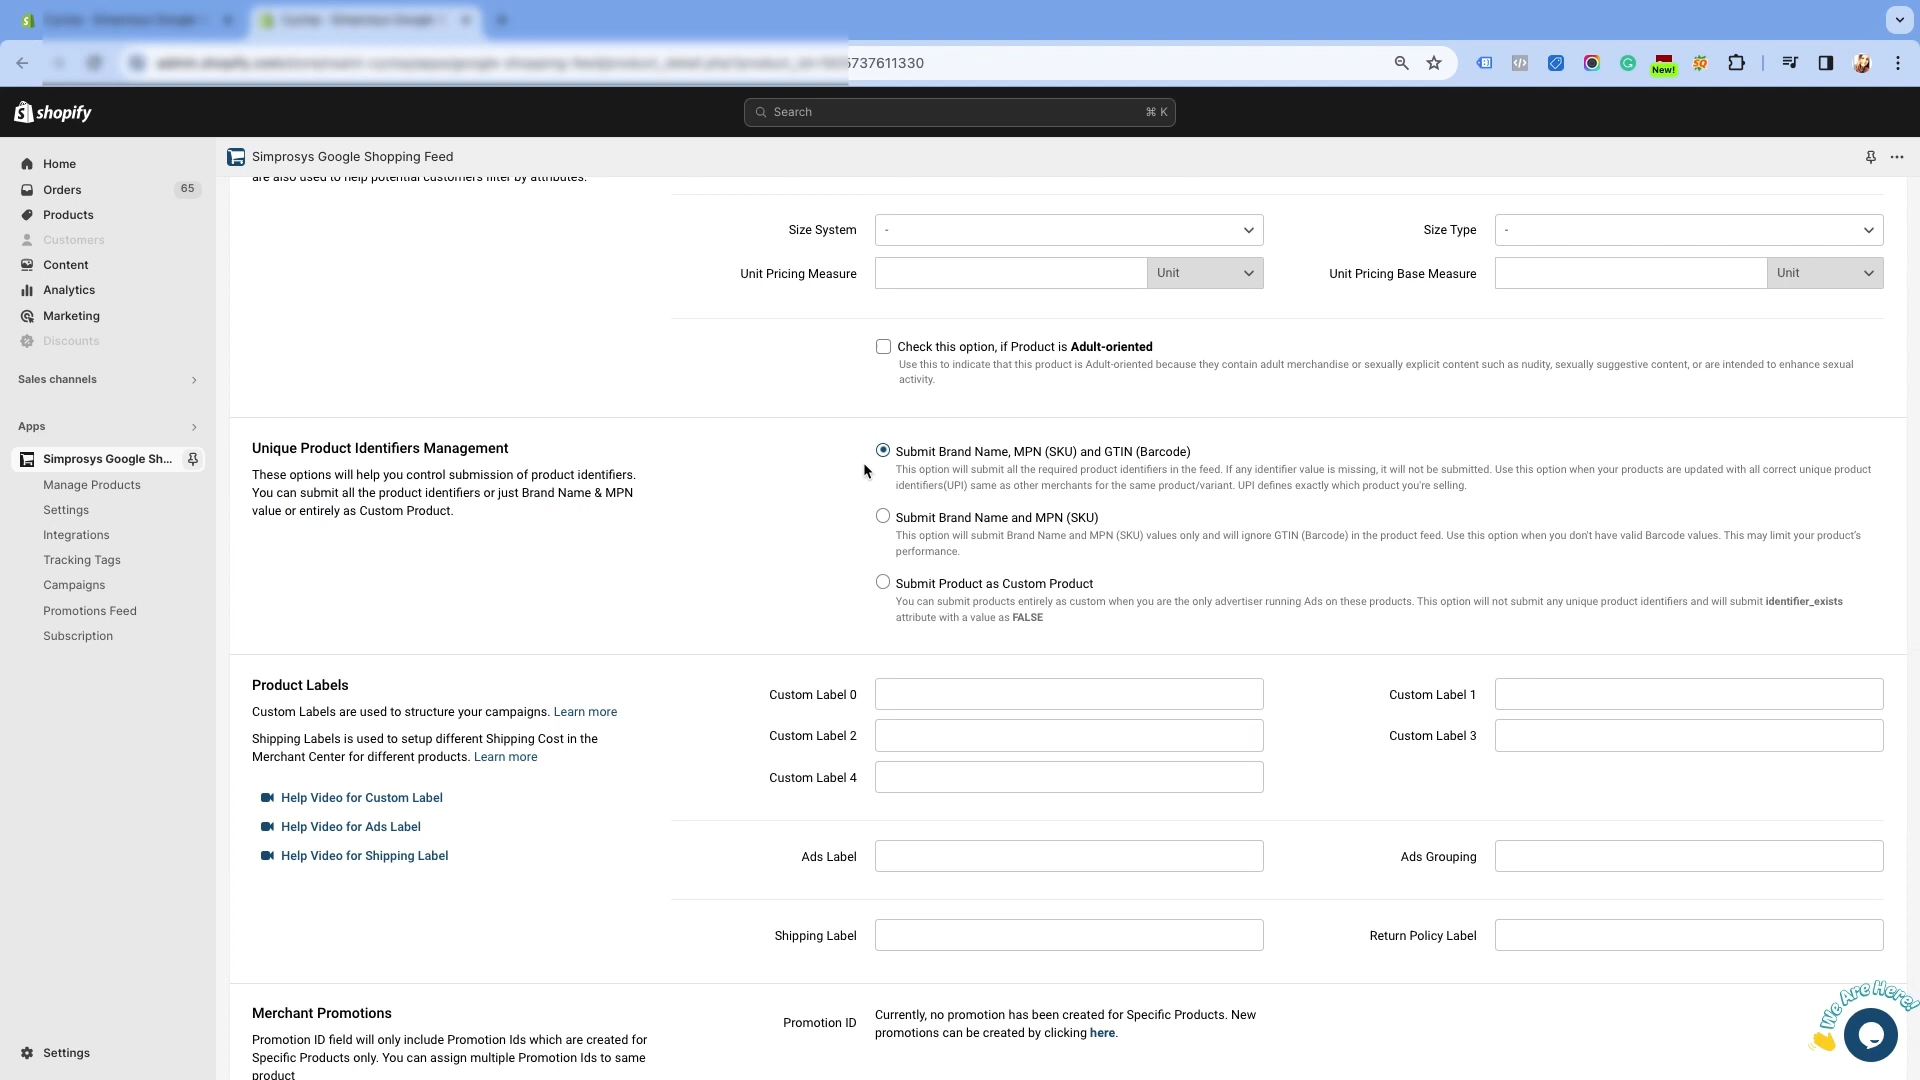 5737611330
New!
shopify
Search
⌘ K
Home
Orders
65
Products
Customers
Content
Analytics
Marketing
Discounts
Sales channels
Apps
Simprosys Google Sh...
Manage Products
Settings
Integrations
Tracking Tags
Campaigns
Promotions Feed
Subscription
Settings
Simprosys Google Shopping Feed
are also used to help potential customers filter by attributes.
Size System
-
Size Type
-
Unit Pricing Measure
Unit
Unit Pricing Base Measure
Unit
Check this option, if Product is Adult-oriented
Use this to indicate that this product is Adult-oriented because they contain adult merchandise or sexually explicit content such as nudity, sexually suggestive content, or are intended to enhance sexual
activity.
Unique Product Identifiers Management
These options will help you control submission of product identifiers.
You can submit all the product identifiers or just Brand Name & MPN
value or entirely as Custom Product.
Submit Brand Name, MPN (SKU) and GTIN (Barcode)
This option will submit all the required product identifiers in the feed. If any identifier value is missing, it will not be submitted. Use this option when your products are updated with all correct unique product
identifiers(UPI) same as other merchants for the same product/variant. UPI defines exactly which product you're selling.
Submit Brand Name and MPN (SKU)
This option will submit Brand Name and MPN (SKU) values only and will ignore GTIN (Barcode) in the product feed. Use this option when you don't have valid Barcode values. This may limit your product's
performance.
Submit Product as Custom Product
You can submit products entirely as custom when you are the only advertiser running Ads on these products. This option will not submit any unique product identifiers and will submit identifier_exists
attribute with a value as FALSE
Product Labels
Custom Labels are used to structure your campaigns. Learn more
Shipping Labels is used to setup different Shipping Cost in the
Merchant Center for different products. Learn more
Help Video for Custom Label
Help Video for Ads Label
Help Video for Shipping Label
Custom Label 0
Custom Label 1
Custom Label 2
Custom Label 3
Custom Label 4
Ads Label
Ads Grouping
Shipping Label
Return Policy Label
Merchant Promotions
Promotion ID field will only include Promotion Ids which are created for
Specific Products only. You can assign multiple Promotion Ids to same
product
Promotion ID
Currently, no promotion has been created for Specific Products. New
promotions can be created by clicking here.
We Are Here!